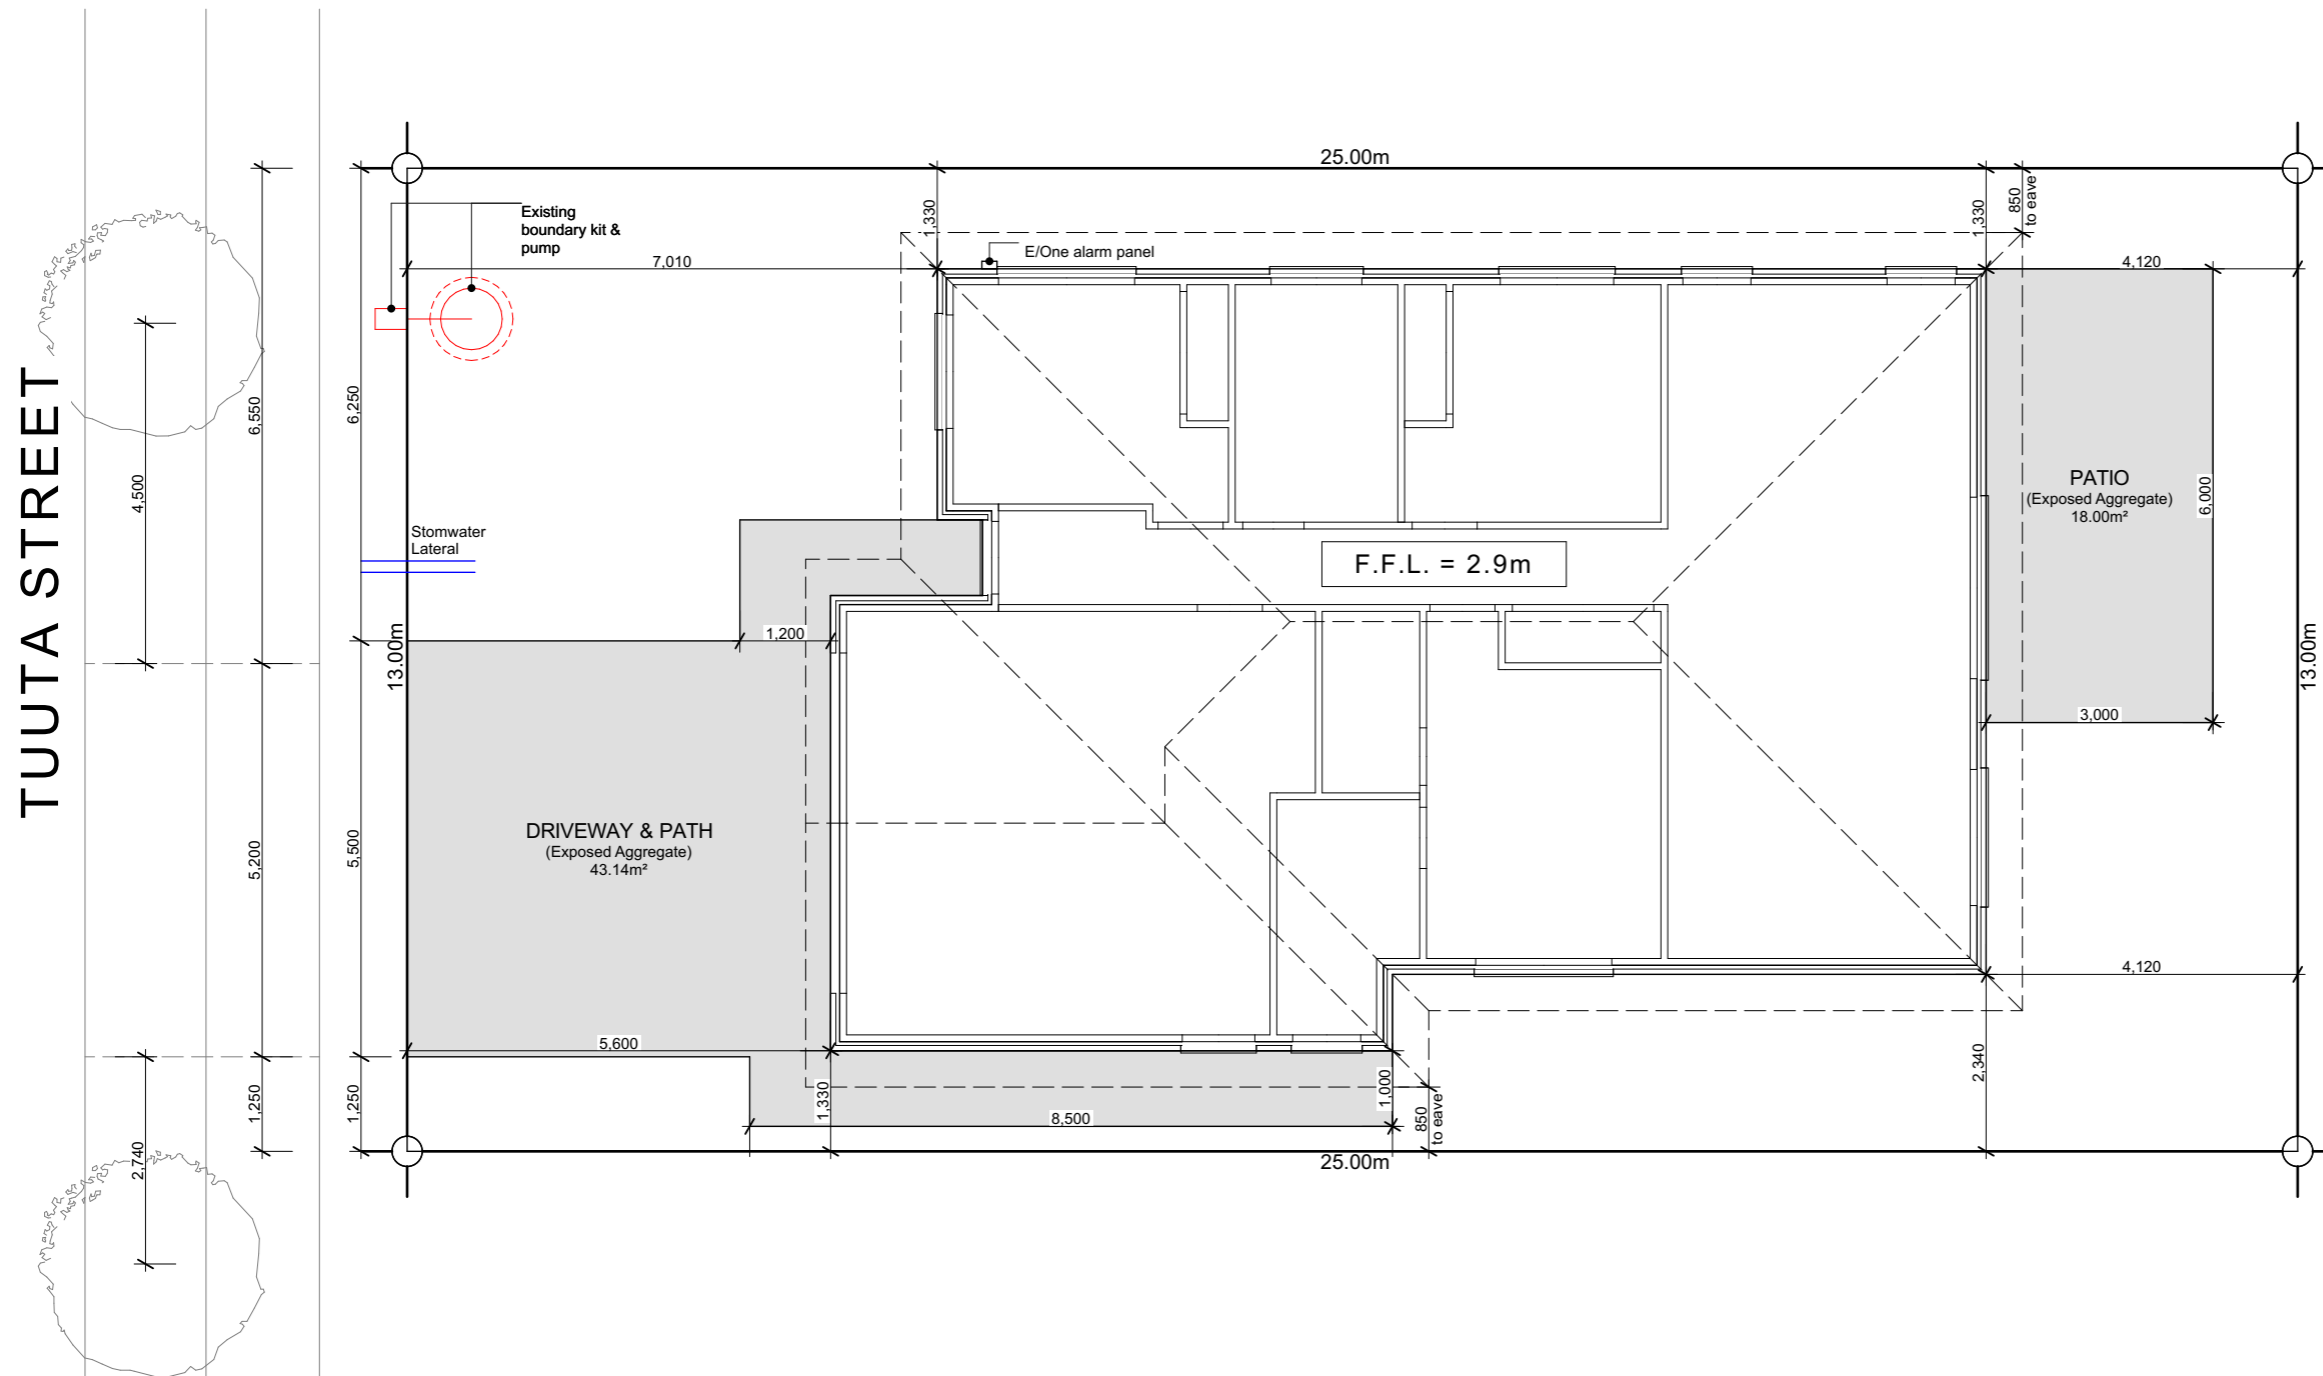 25.00m
850
to eave
1,330
1,330
Existing
boundary kit &
pump
E/One alarm panel
7,010
4,120
6,250
6,550
4,500
TUUTA STREET
PATIO
(Exposed Aggregate)
18.00m²
6,000
Stomwater
Lateral
F.F.L. = 2.9m
1,200
13.00m
13.00m
3,000
DRIVEWAY & PATH
(Exposed Aggregate)
43.14m²
5,200
5,500
4,120
5,600
2,340
1,250
1,250
1,330
1,000
850
to eave
8,500
2,740
25.00m